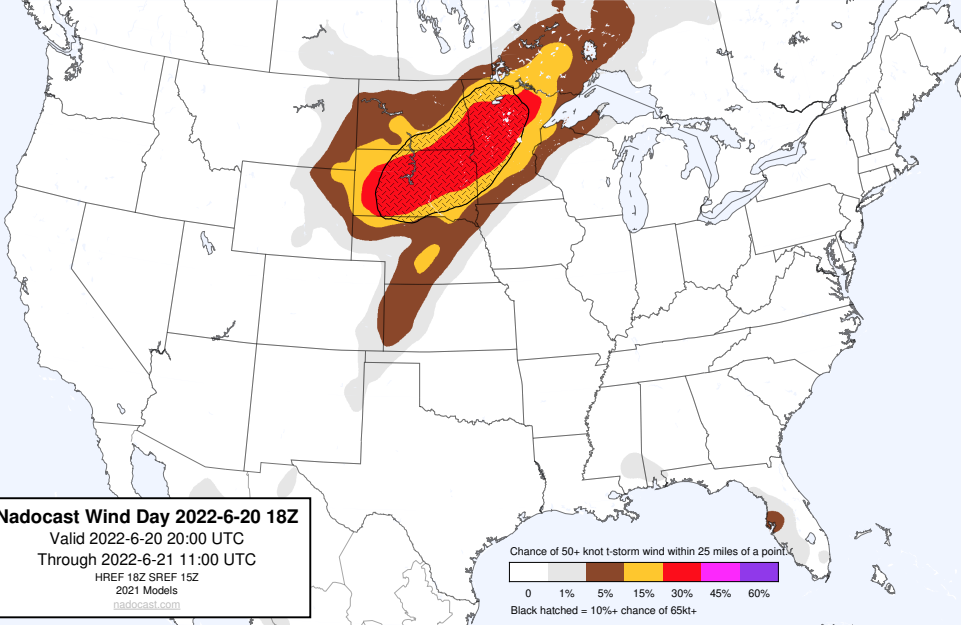 Nadocast Wind Day 2022-6-20 18Z
Valid 2022-6-20 20:00 UTC
Through 2022-6-21 11:00 UTC
HREF 18Z SREF 15Z
2021 Models
nadocast.com
Chance of 50+ knot t-storm wind within 25 miles of a point.
0 1% 5% 15% 30% 45% 60%
Black hatched = 10%+ chance of 65kt+